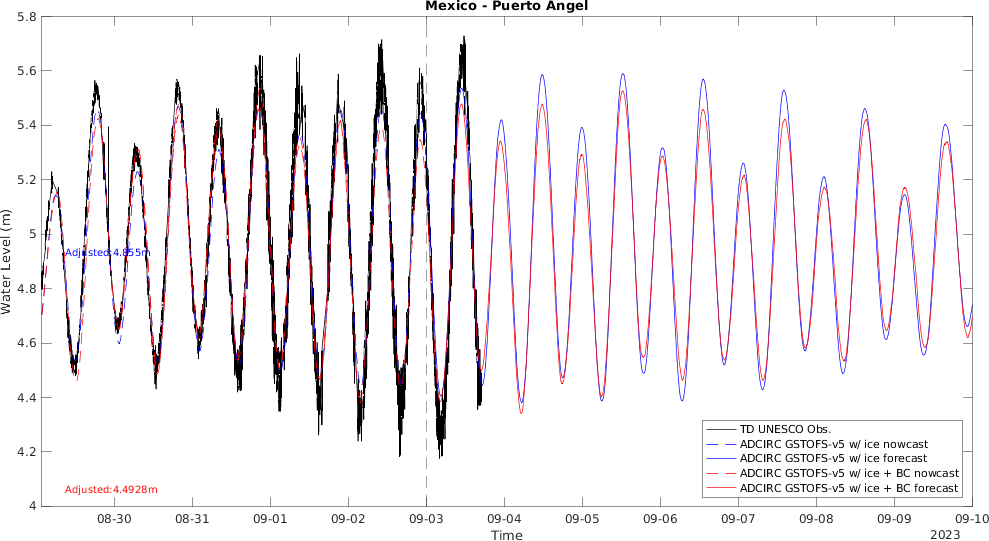 Mexico - Puerto Angel
5.8
5.6
5.4
5.2
5
4.8
4.6
4.4
4.2
4
Water Level (m)
Adjusted:4.855m
Adjusted:4.4928m
TD UNESCO Obs.
ADCIRC GSTOFS-v5 w/ ice nowcast
ADCIRC GSTOFS-v5 w/ ice forecast
ADCIRC GSTOFS-v5 w/ ice + BC nowcast
ADCIRC GSTOFS-v5 w/ ice + BC forecast
08-30 08-31 09-01 09-02 09-03 09-04 09-05 09-06 09-07 09-08 09-09 09-10
Time
2023